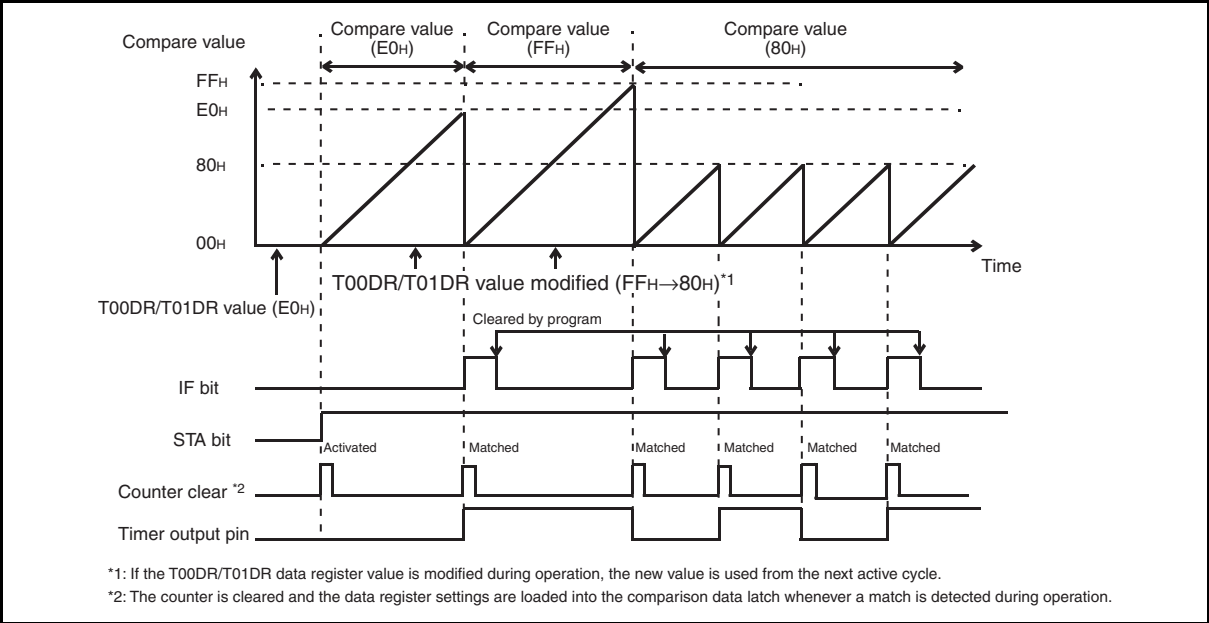 Compare value
Compare value
(E0H)
Compare value
(FFH)
Compare value
(80H)
FFH
E0H
80H
00H
Time
T00DR/T01DR value modified (FFH→80H)*1
T00DR/T01DR value (E0H)
Cleared by program
IF bit
STA bit
Activated
Matched
Matched
Matched
Matched
Matched
Counter clear *2
Timer output pin
*1: If the T00DR/T01DR data register value is modified during operation, the new value is used from the next active cycle.
*2: The counter is cleared and the data register settings are loaded into the comparison data latch whenever a match is detected during operation.